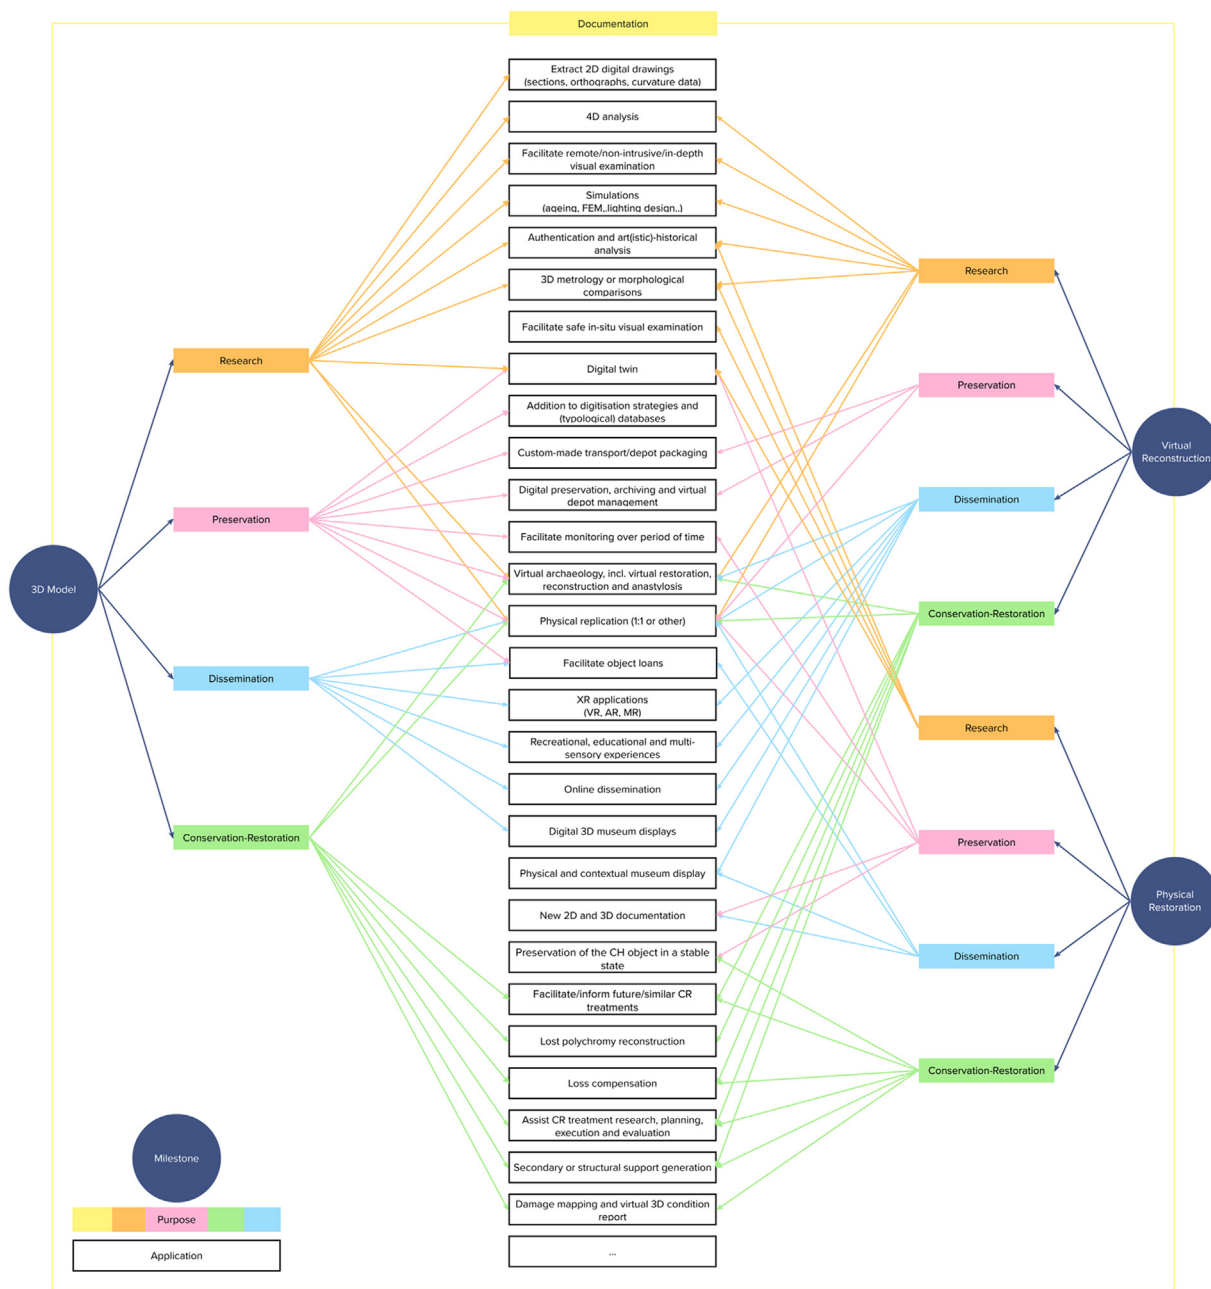 Documentation
Extract 2D digital drawings
(sections, orthographs, curvature data)
4D analysis
Facilitate remote/non-intrusive/in-depth
visual examination
Simulations
(ageing, FEM,.lighting design..)
Authentication and art(istic)-historical
analysis
3D metrology or morphological
comparisons
Facilitate safe in-situ visual examination
Digital twin
Addition to digitisation strategies and
(typological) databases
Custom-made transport/depot packaging
Digital preservation, archiving and virtual
depot management
Facilitate monitoring over period of time
Virtual archaeology, incl. virtual restoration,
reconstruction and anastylosis
Physical replication (1:1 or other)
Facilitate object loans
XR applications
(VR, AR, MR)
Recreational, educational and multi-
sensory experiences
Online dissemination
Digital 3D museum displays
Physical and contextual museum display
New 2D and 3D documentation
Preservation of the CH object in a stable
state
Facilitate/inform future/similar CR
treatments
Lost polychromy reconstruction
Loss compensation
Assist CR treatment research, planning,
execution and evaluation
Secondary or structural support generation
Damage mapping and virtual 3D condition
report
...
3D Model
Research
Preservation
Dissemination
Conservation-Restoration
Virtual
Reconstruction
Research
Preservation
Dissemination
Conservation-Restoration
Physical
Restoration
Research
Preservation
Dissemination
Conservation-Restoration
Milestone
Purpose
Application